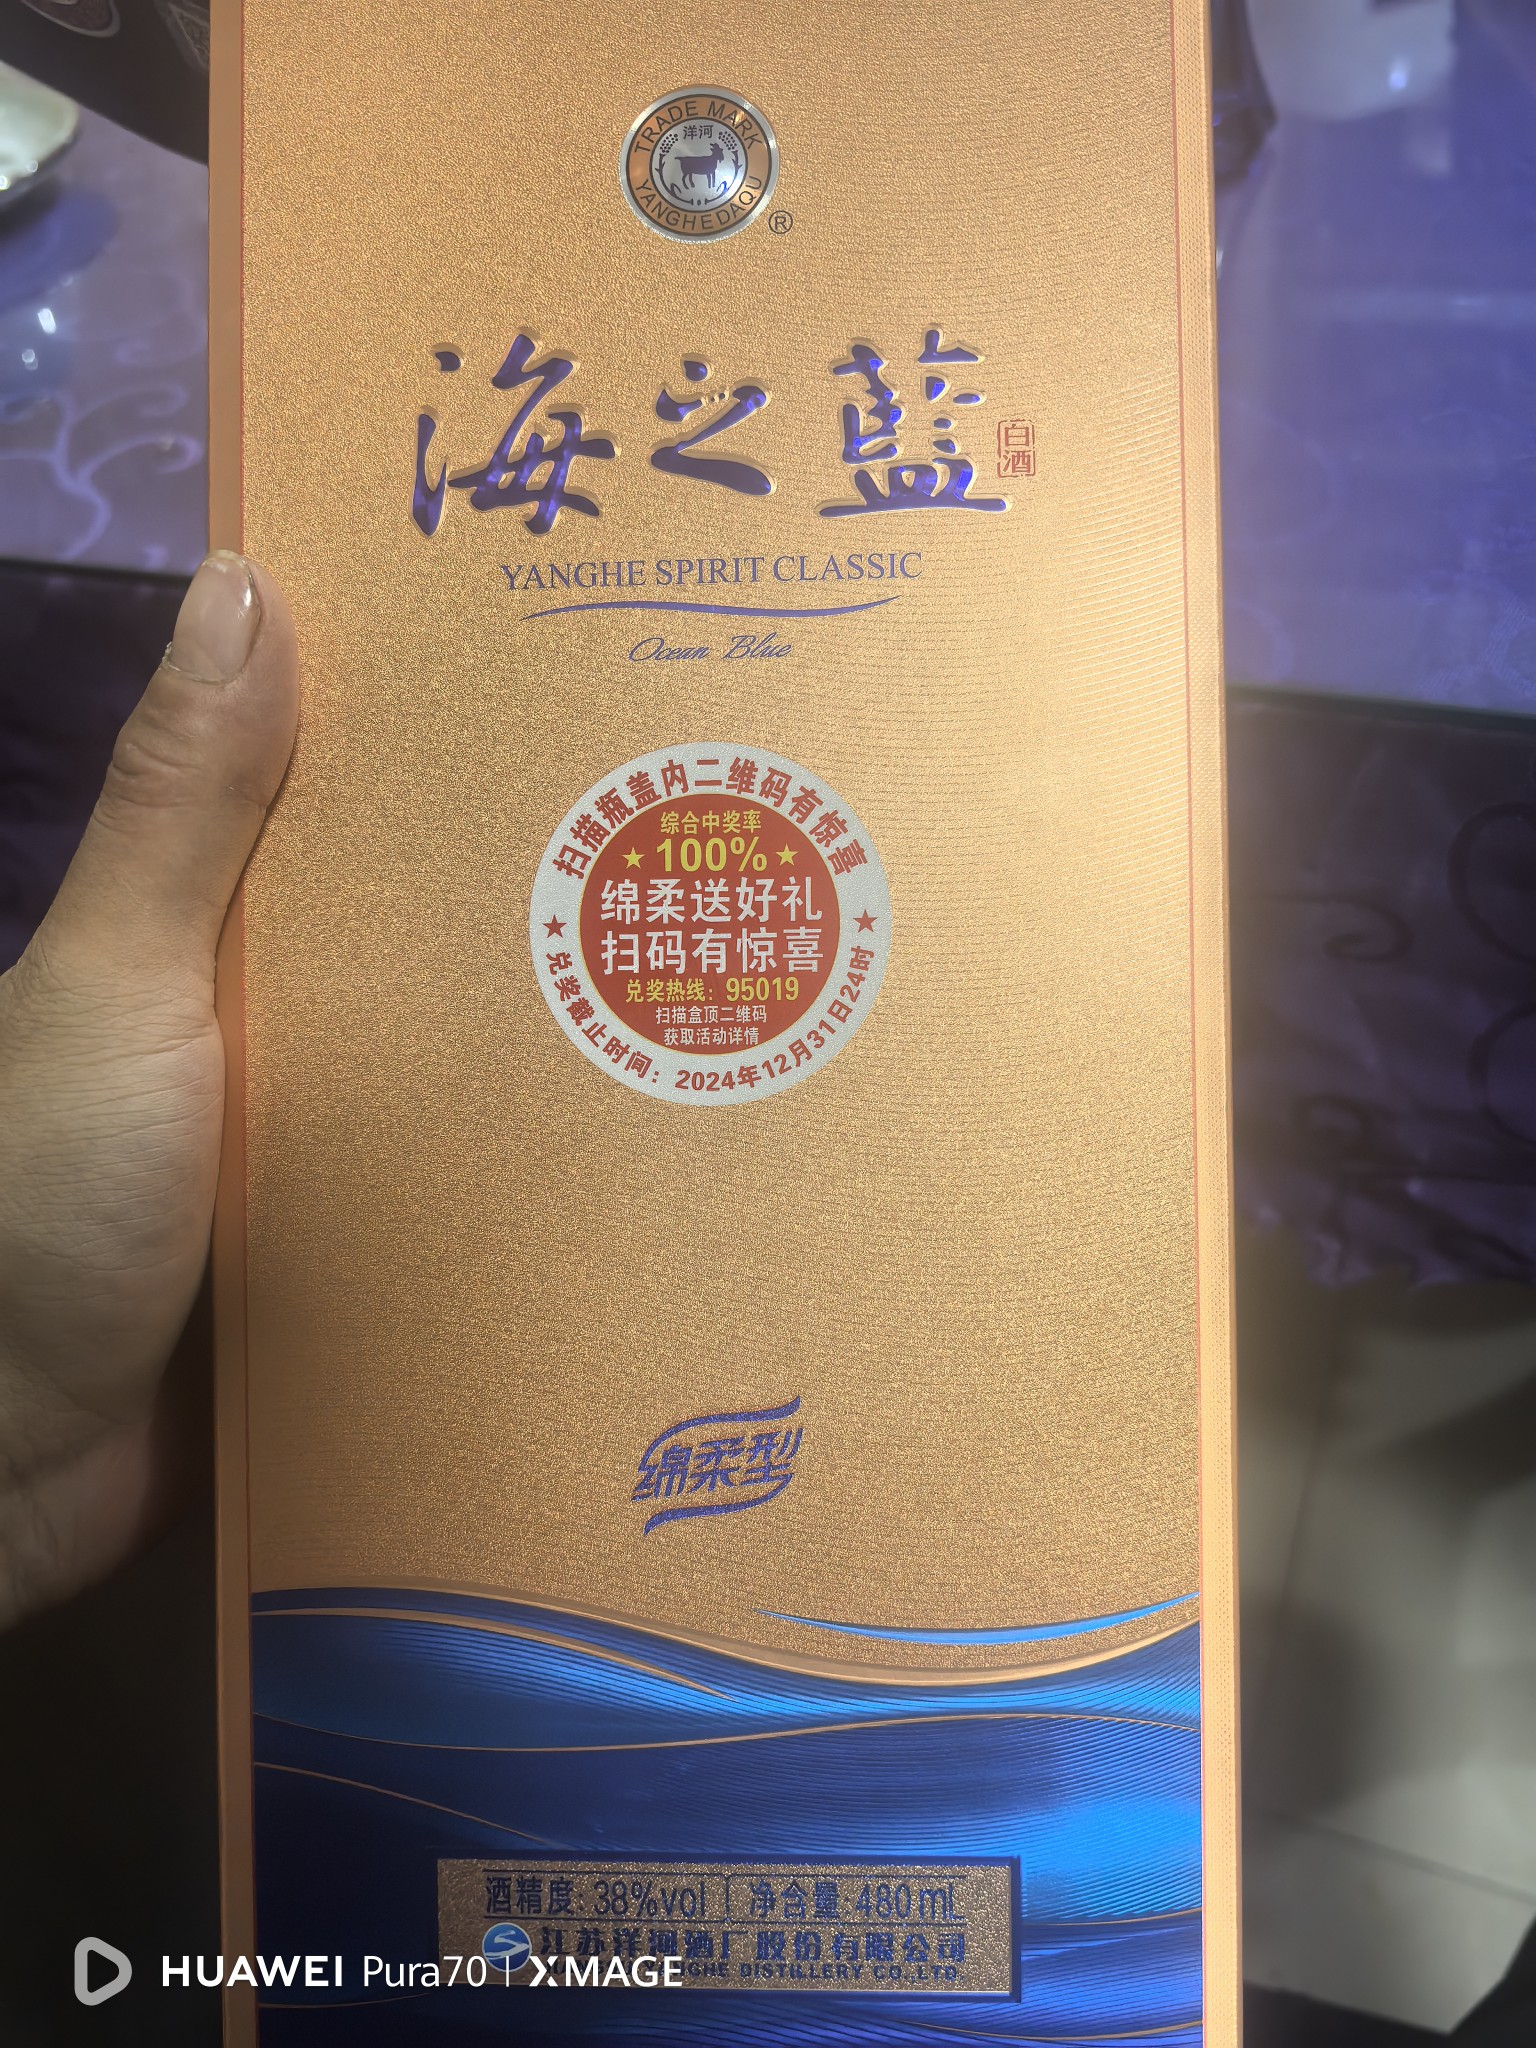 TRADE MARK
洋河
YANGHEDAQU
®
海之藍
白酒
YANGHE SPIRIT CLASSIC
Ocean Blue
扫描瓶盖内二维码有惊喜
综合中奖率
★100%★
绵柔送好礼
扫码有惊喜
兑奖热线：95019
扫描盒顶二维码
获取活动详情
★兑奖截止时间：2024年12月31日24时★
绵柔型
酒精度:38%vol 净含量:480mL
江苏洋河酒厂股份有限公司
YANGHE DISTILLERY CO.,LTD.
HUAWEI Pura70 | XMAGE